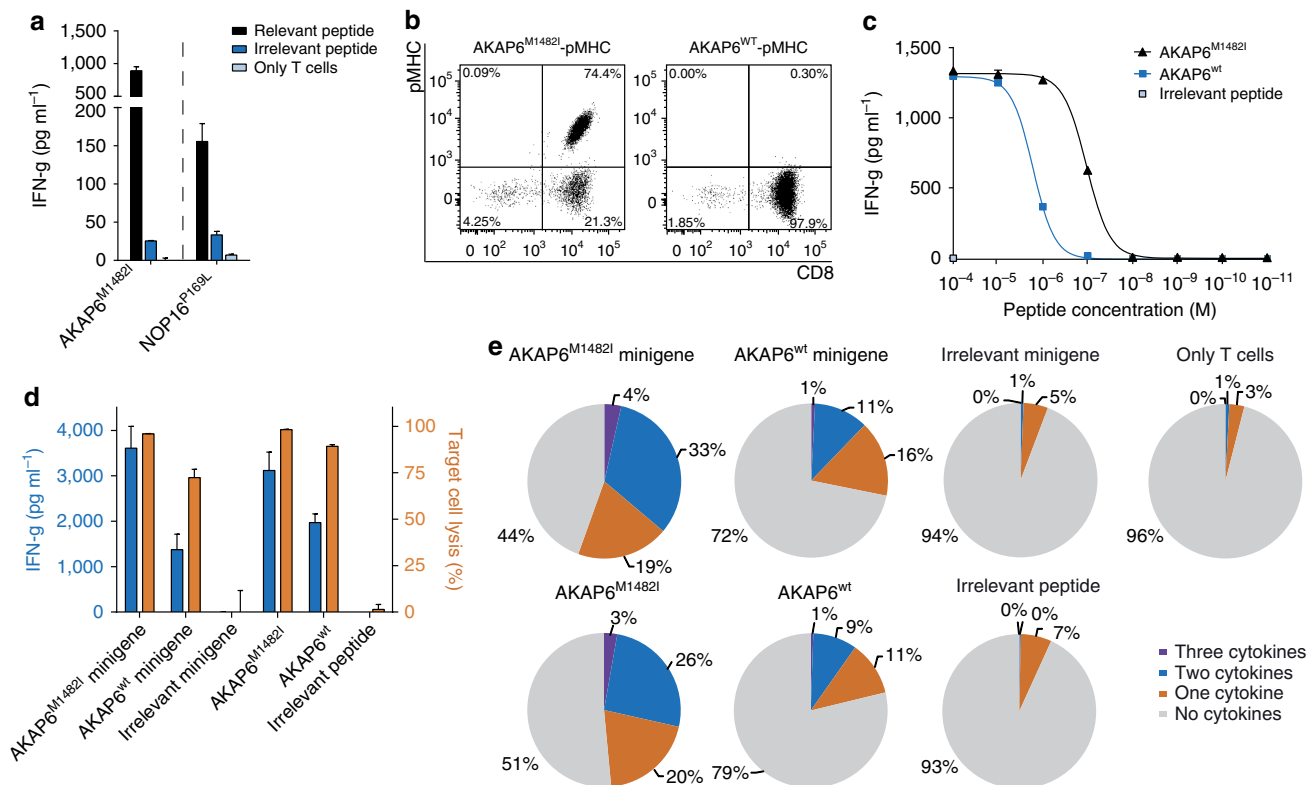 a
IFN-g (pg ml⁻¹)
1,500
1,000
500
200
150
100
50
0
Relevant peptide
Irrelevant peptide
Only T cells
AKAP6ᴹ¹⁴⁸²ᴵ
NOP16ᴾ¹⁶⁹ᴸ
b
AKAP6ᴹ¹⁴⁸²ᴵ-pMHC
AKAP6ᵂᵀ-pMHC
pMHC
10⁵
10⁴
10³
0
0.09%
74.4%
4.25%
21.3%
0 10² 10³ 10⁴ 10⁵
10⁵
10⁴
10³
0
0.00%
0.30%
1.85%
97.9%
0 10² 10³ 10⁴ 10⁵
CD8
c
IFN-g (pg ml⁻¹)
1,500
1,000
500
0
AKAP6ᴹ¹⁴⁸²ᴵ
AKAP6ʷᵗ
Irrelevant peptide
10⁻⁴ 10⁻⁵ 10⁻⁶ 10⁻⁷ 10⁻⁸ 10⁻⁹ 10⁻¹⁰ 10⁻¹¹
Peptide concentration (M)
d
IFN-g (pg ml⁻¹)
4,000
3,000
2,000
1,000
0
Target cell lysis (%)
100
75
50
25
0
AKAP6ᴹ¹⁴⁸²ᴵ minigene
AKAP6ʷᵗ minigene
Irrelevant minigene
AKAP6ᴹ¹⁴⁸²ᴵ
AKAP6ʷᵗ
Irrelevant peptide
e
AKAP6ᴹ¹⁴⁸²ᴵ minigene
4%
33%
19%
44%
AKAP6ʷᵗ minigene
1%
11%
16%
72%
Irrelevant minigene
0%
1%
5%
94%
Only T cells
0%
1%
3%
96%
AKAP6ᴹ¹⁴⁸²ᴵ
3%
26%
20%
51%
AKAP6ʷᵗ
1%
9%
11%
79%
Irrelevant peptide
0%
0%
7%
93%
Three cytokines
Two cytokines
One cytokine
No cytokines